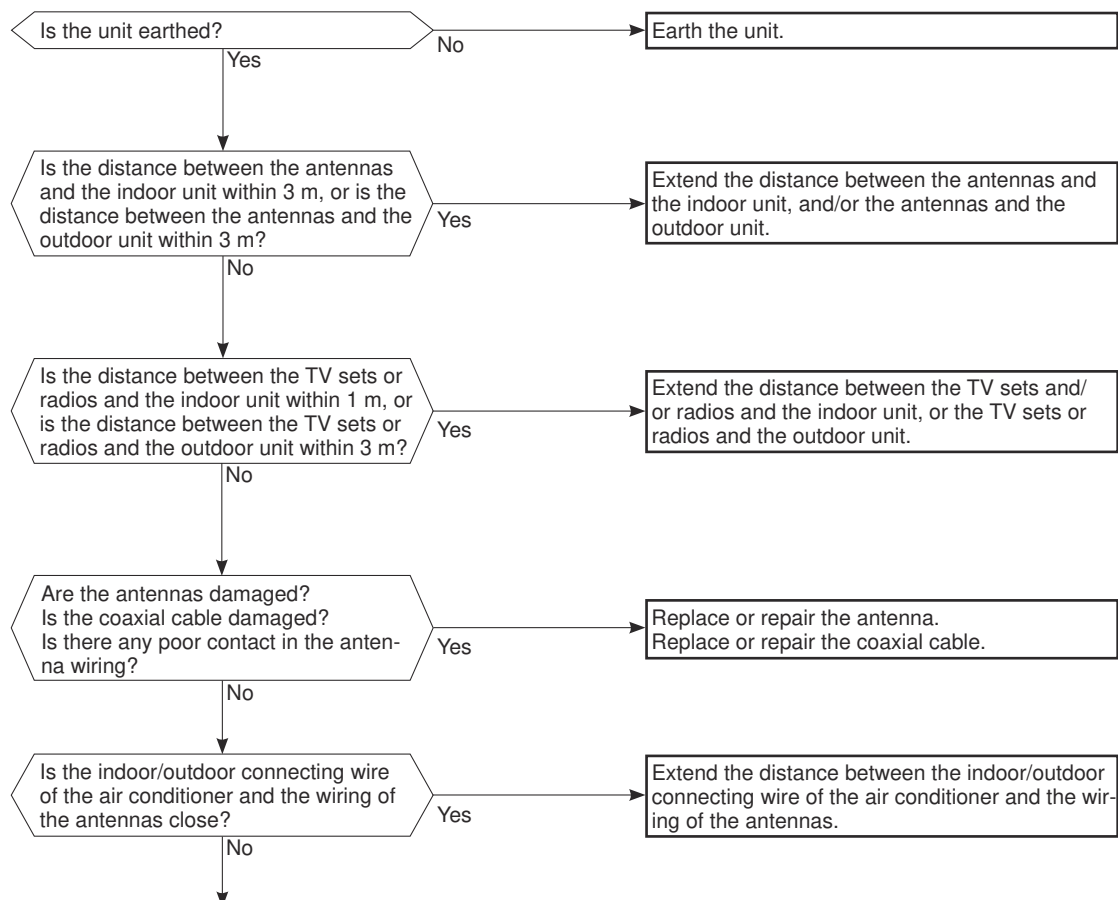 Is the unit earthed?
No
Earth the unit.
Yes
Is the distance between the antennas
and the indoor unit within 3 m, or is the
distance between the antennas and the
outdoor unit within 3 m?
Yes
Extend the distance between the antennas and
the indoor unit, and/or the antennas and the
outdoor unit.
No
Is the distance between the TV sets or
radios and the indoor unit within 1 m, or
is the distance between the TV sets or
radios and the outdoor unit within 3 m?
Yes
Extend the distance between the TV sets and/
or radios and the indoor unit, or the TV sets or
radios and the outdoor unit.
No
Are the antennas damaged?
Is the coaxial cable damaged?
Is there any poor contact in the anten-
na wiring?
Yes
Replace or repair the antenna.
Replace or repair the coaxial cable.
No
Is the indoor/outdoor connecting wire
of the air conditioner and the wiring of
the antennas close?
Yes
Extend the distance between the indoor/outdoor
connecting wire of the air conditioner and the wir-
ing of the antennas.
No